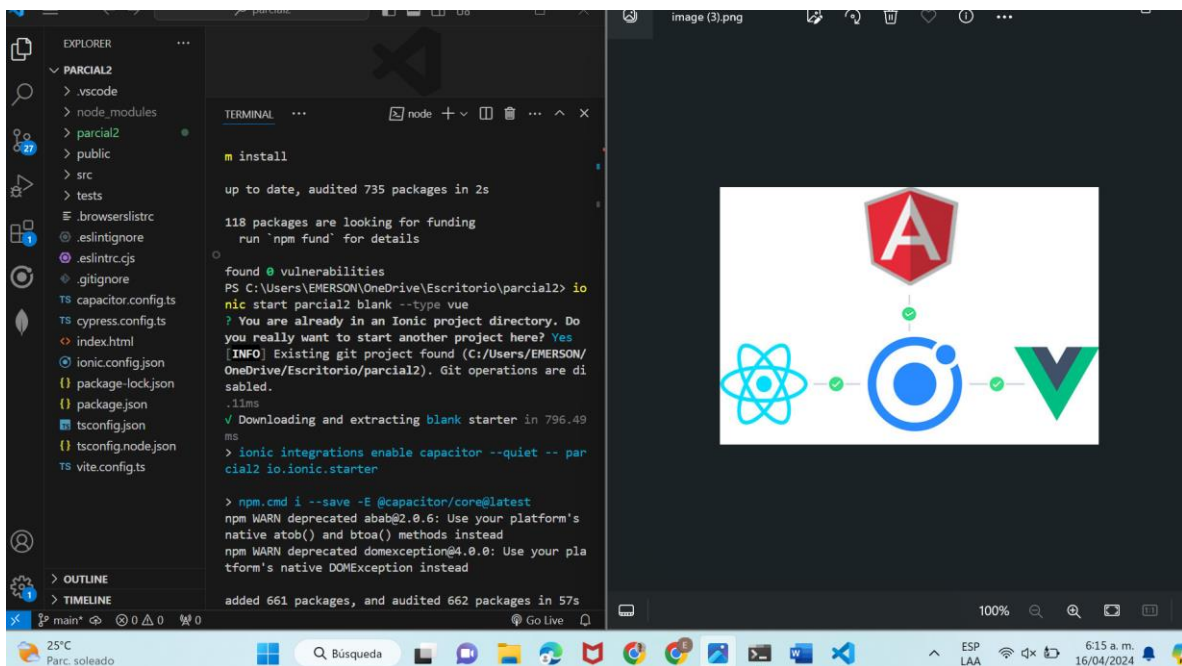 EXPLORER
PARCIAL2
.vscode
node_modules
parcial2
public
src
tests
.browserslistrc
.eslintignore
.eslintrc.cjs
.gitignore
TS capacitor.config.ts
TS cypress.config.ts
index.html
ionic.config.json
{} package-lock.json
{} package.json
tsconfig.json
{} tsconfig.node.json
TS vite.config.ts
OUTLINE
TIMELINE
27
1
1
TERMINAL
node
m install
up to date, audited 735 packages in 2s
118 packages are looking for funding
run `npm fund` for details
found 0 vulnerabilities
PS C:\Users\EMERSON\OneDrive\Escritorio\parcial2> io
nic start parcial2 blank --type vue
? You are already in an Ionic project directory. Do
you really want to start another project here? Yes
[INFO] Existing git project found (C:/Users/EMERSON/
OneDrive/Escritorio/parcial2). Git operations are di
sabled.
.11ms
√ Downloading and extracting blank starter in 796.49
ms
> ionic integrations enable capacitor --quiet -- par
cial2 io.ionic.starter
> npm.cmd i --save -E @capacitor/core@latest
npm WARN deprecated abab@2.0.6: Use your platform's
native atob() and btoa() methods instead
npm WARN deprecated domexception@4.0.0: Use your pla
tform's native DOMException instead
added 661 packages, and audited 662 packages in 57s
main* 0 0 0 Go Live
image (3).png
A
100%
25°C
Parc. soleado
Búsqueda
ESP
LAA
6:15 a. m.
16/04/2024